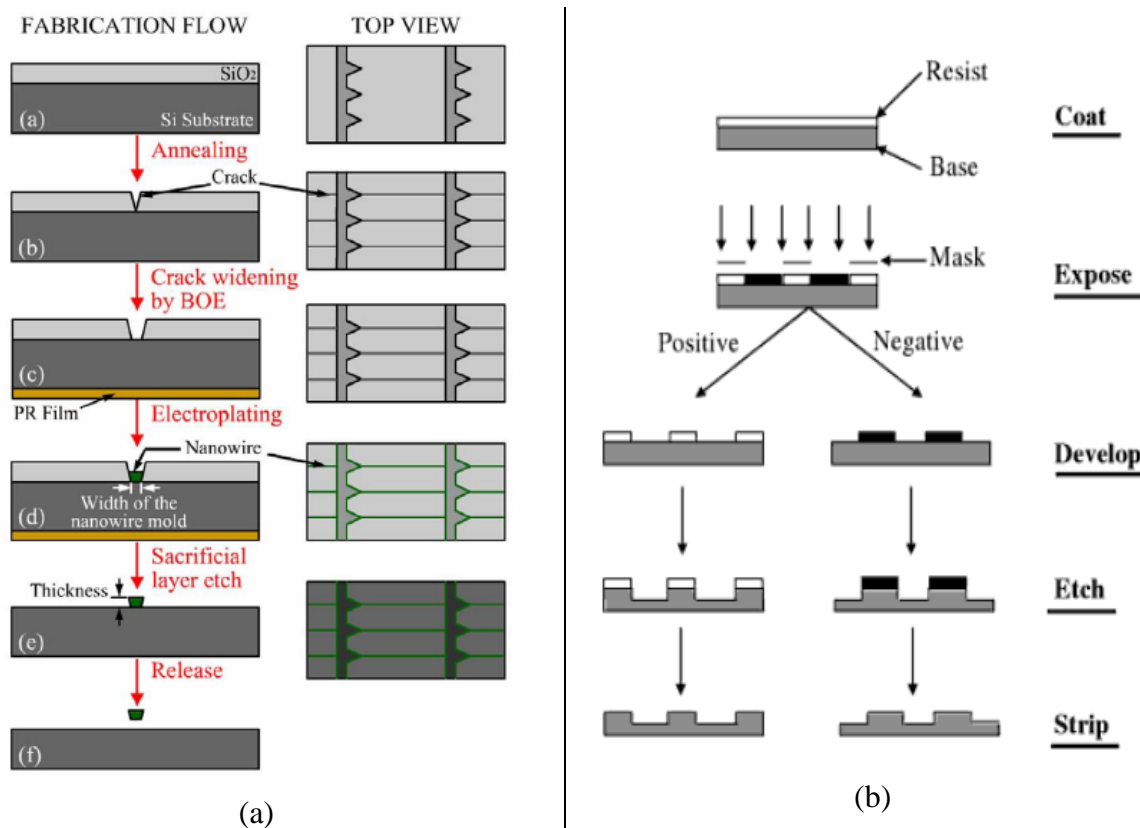 FABRICATION FLOW
TOP VIEW
SiO2
Si Substrate
(a)
Annealing
Crack
(b)
Crack widening
by BOE
(c)
PR Film
Electroplating
Nanowire
Width of the
nanowire mold
(d)
Sacrificial
layer etch
Thickness
(e)
Release
(f)
(a)
Resist
Coat
Base
Mask
Expose
Positive
Negative
Develop
Etch
Strip
(b)